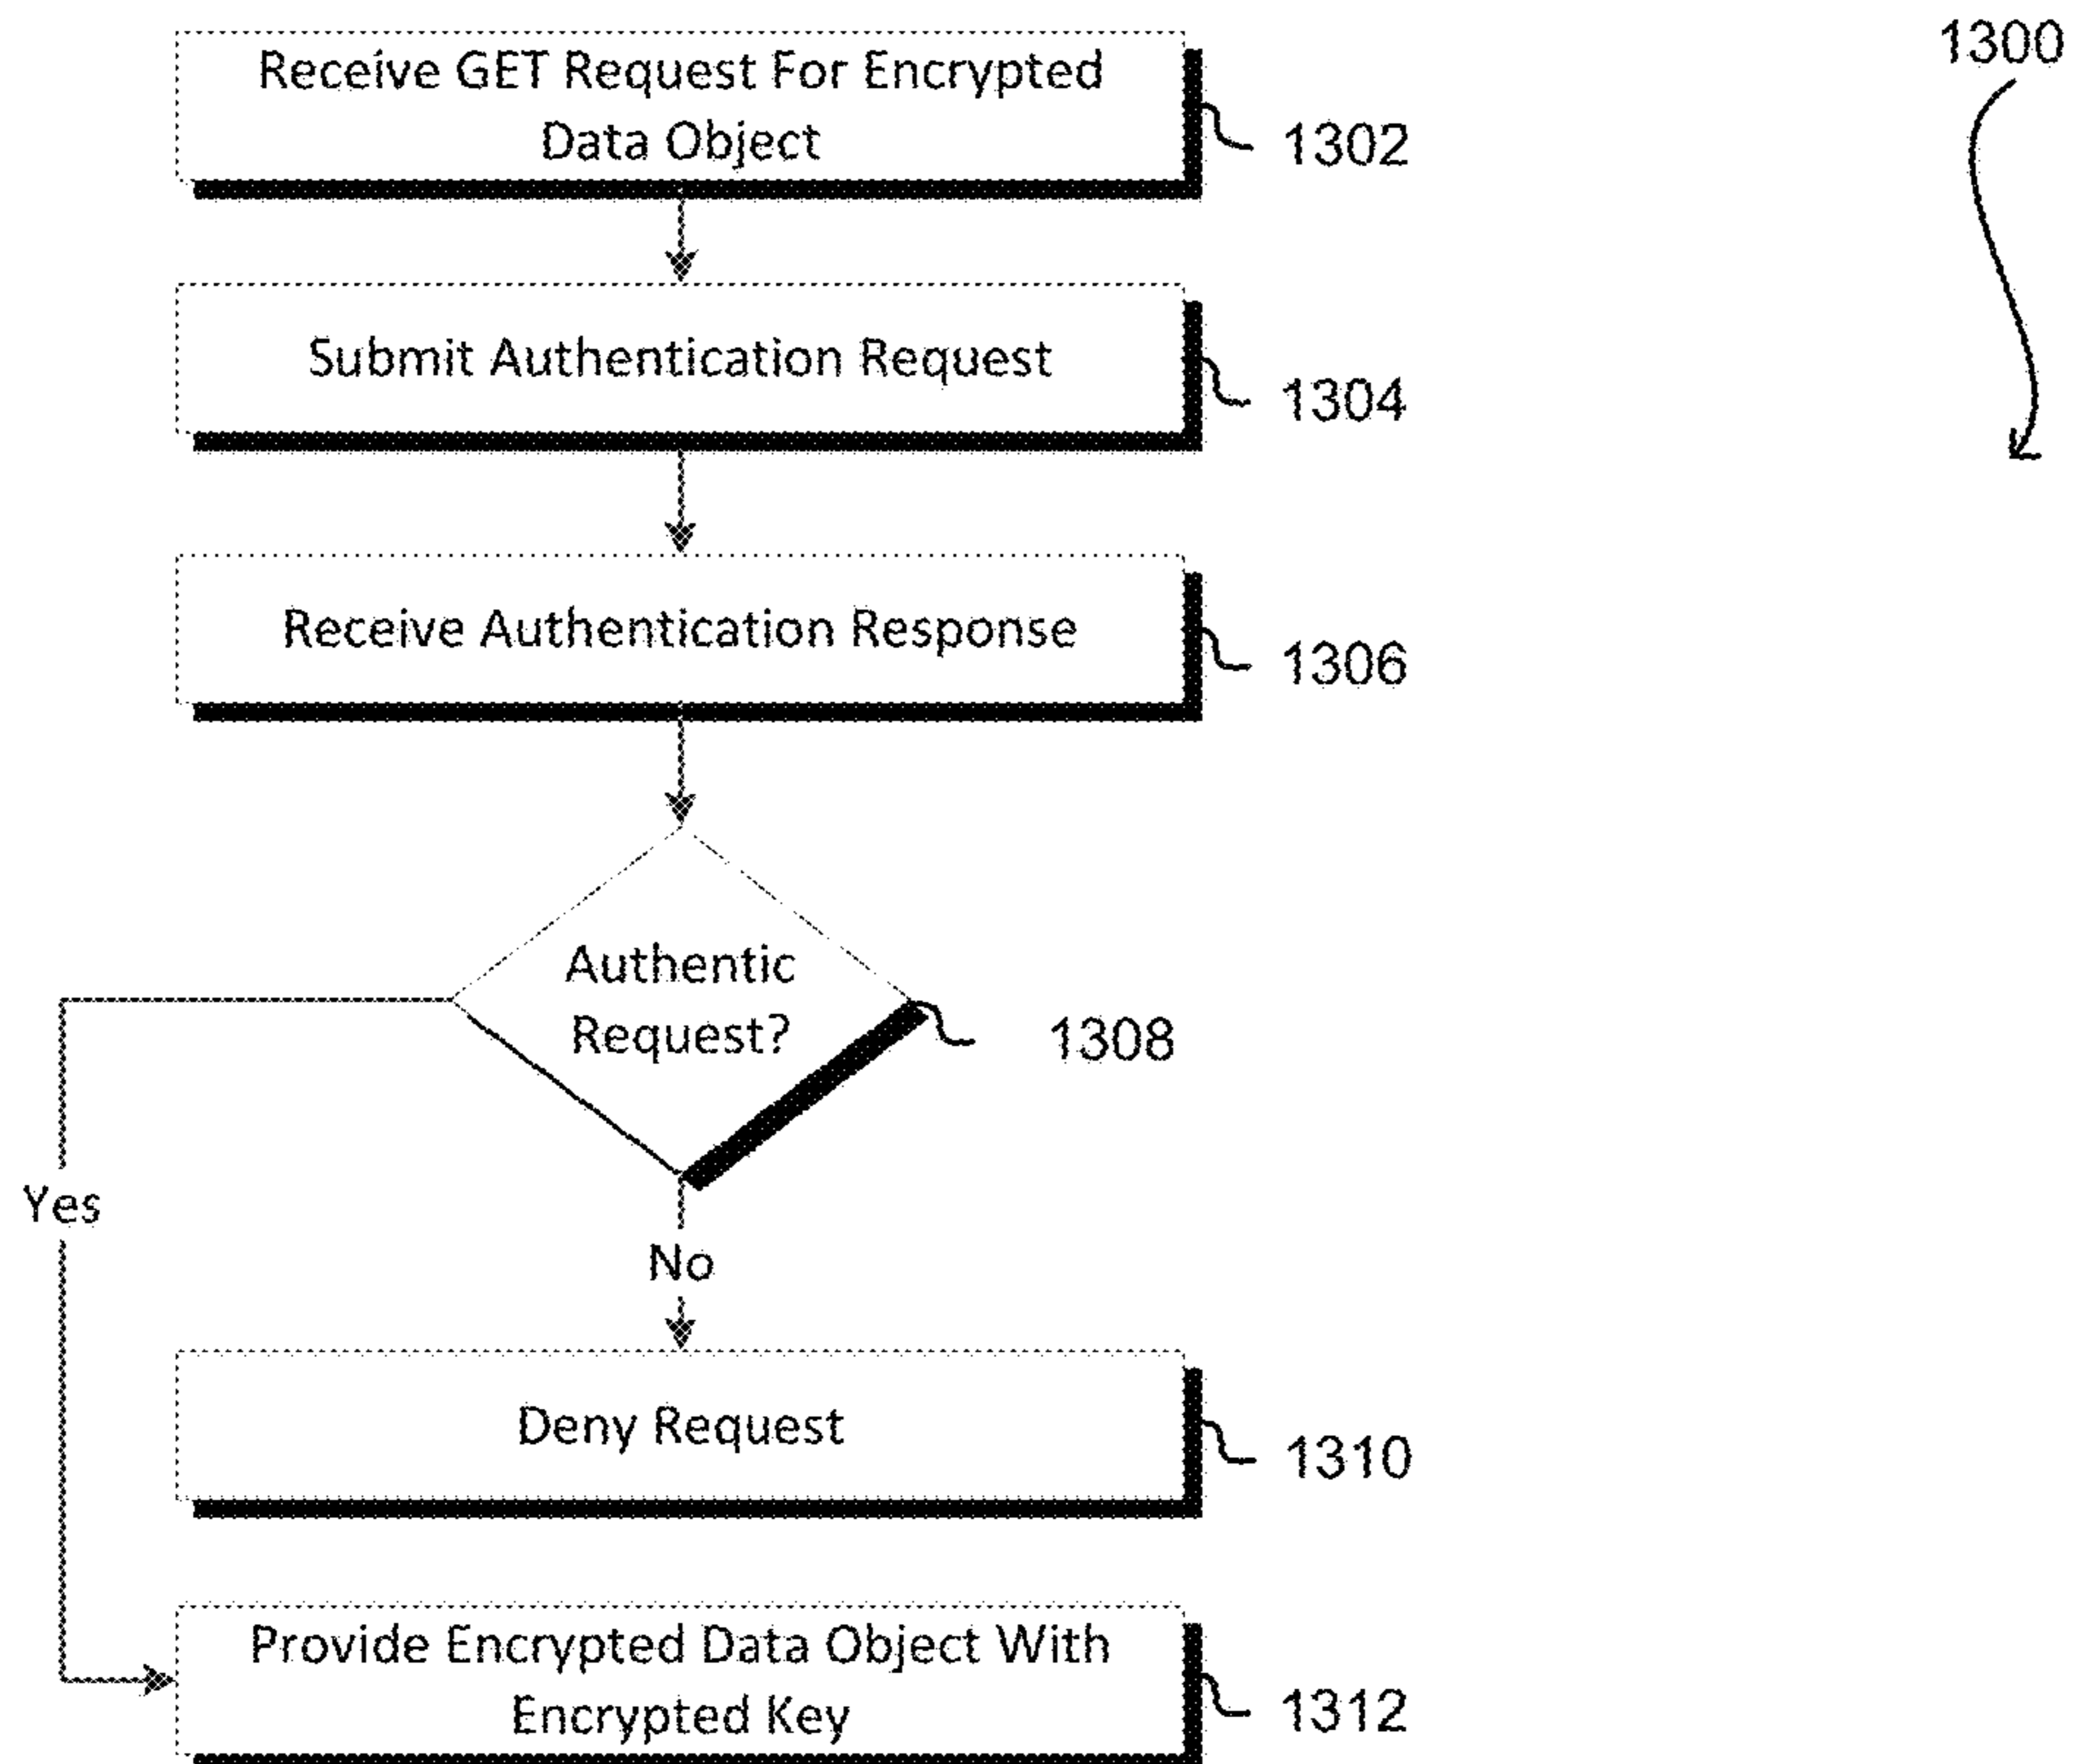 1300
Receive GET Request For Encrypted
Data Object
1302
Submit Authentication Request
1304
Receive Authentication Response
1306
Authentic
Request?
1308
Yes
No
Deny Request
1310
Provide Encrypted Data Object With
Encrypted Key
1312